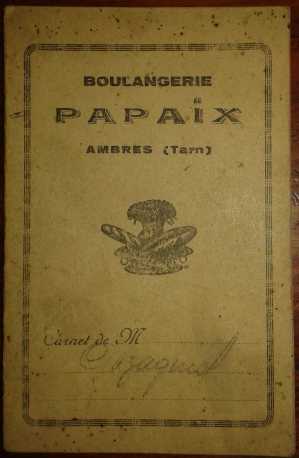 BOULANGERIE
PAPAÏX
AMBRES (Tarn)
Carnet de M